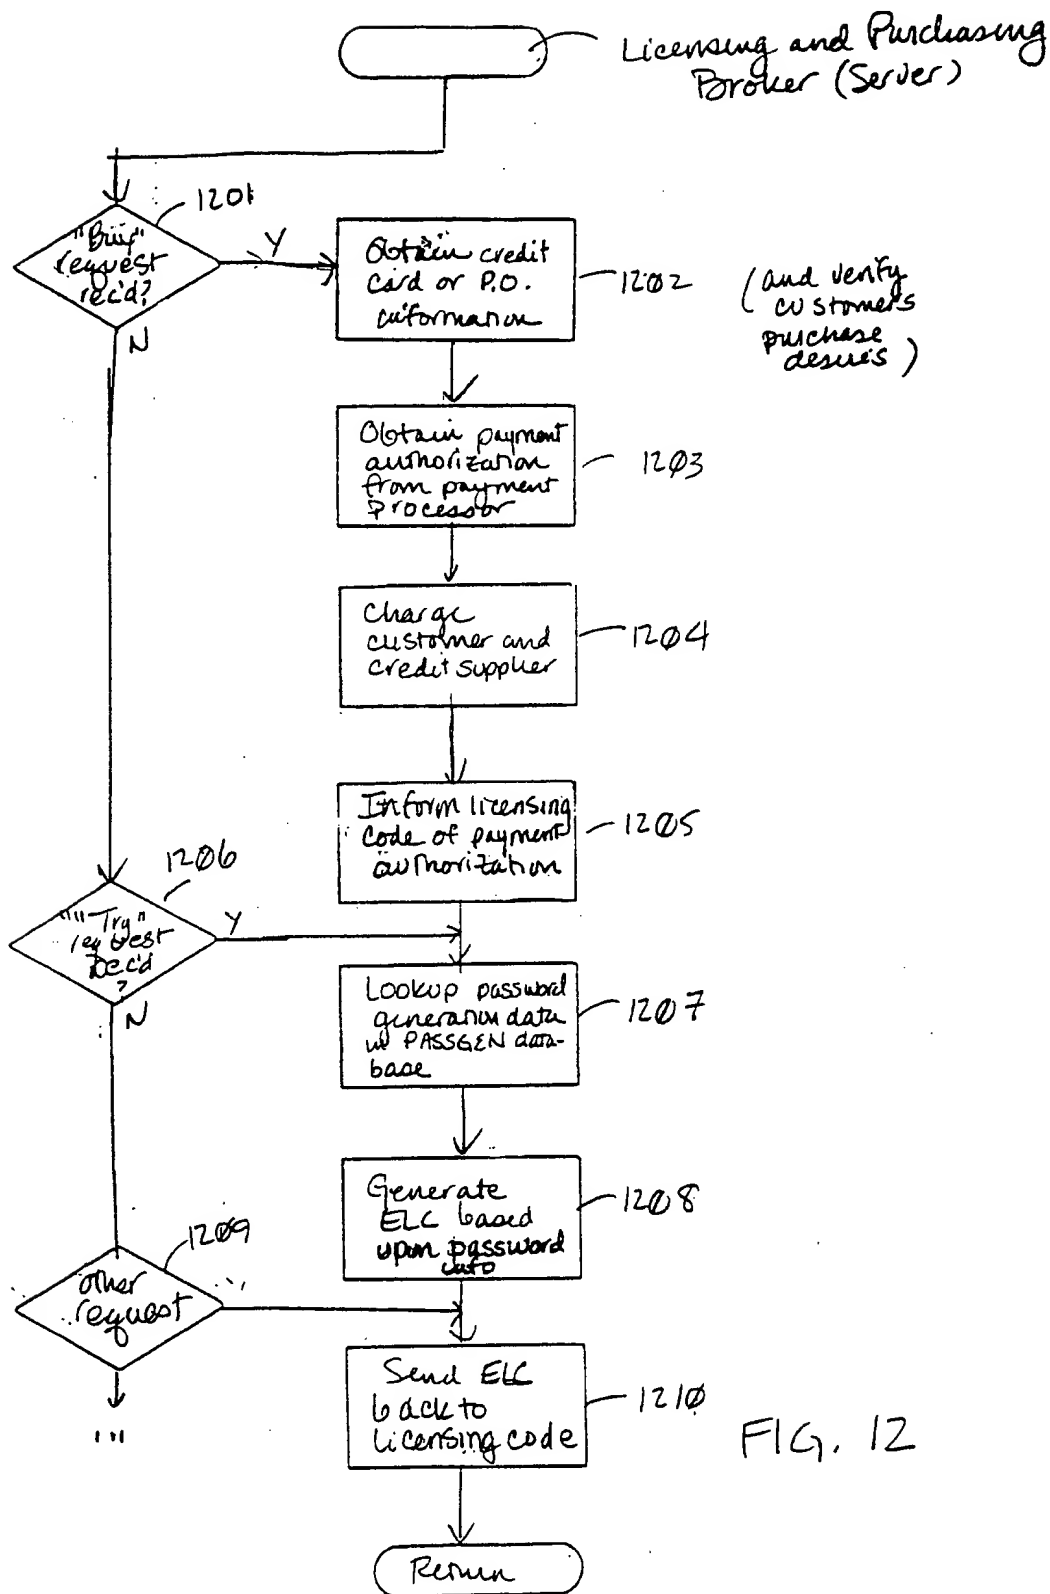 Licensing and Purchasing
Broker (Server)
1201
"Buy"
request
rec'd?
Y
N
Obtain credit
card or P.O.
information
1202
(and verify
customers
purchase
desires)
Obtain payment
authorization
from payment
processor
1203
Charge
customer and
credit supplier
1204
Inform licensing
code of payment
authorization
1205
1206
"Try"
request
rec'd
?
Y
N
Lookup password
generation data
in PASSGEN data-
base
1207
Generate
ELC based
upon password
info
1208
1209
other
request
Send ELC
back to
licensing code
1210
FIG. 12
Return